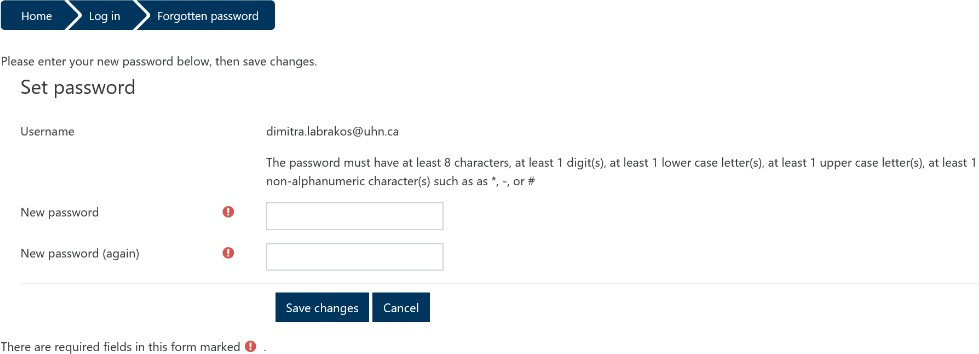 Home Log in Forgotten password
Please enter your new password below, then save changes.
Set password
Username dimitra.labrakos@uhn.ca
The password must have at least 8 characters, at least 1 digit(s), at least 1 lower case letter(s), at least 1 upper case letter(s), at least 1
non-alphanumeric character(s) such as as *, -, or #
New password
New password (again)
Save changes Cancel
There are required fields in this form marked .